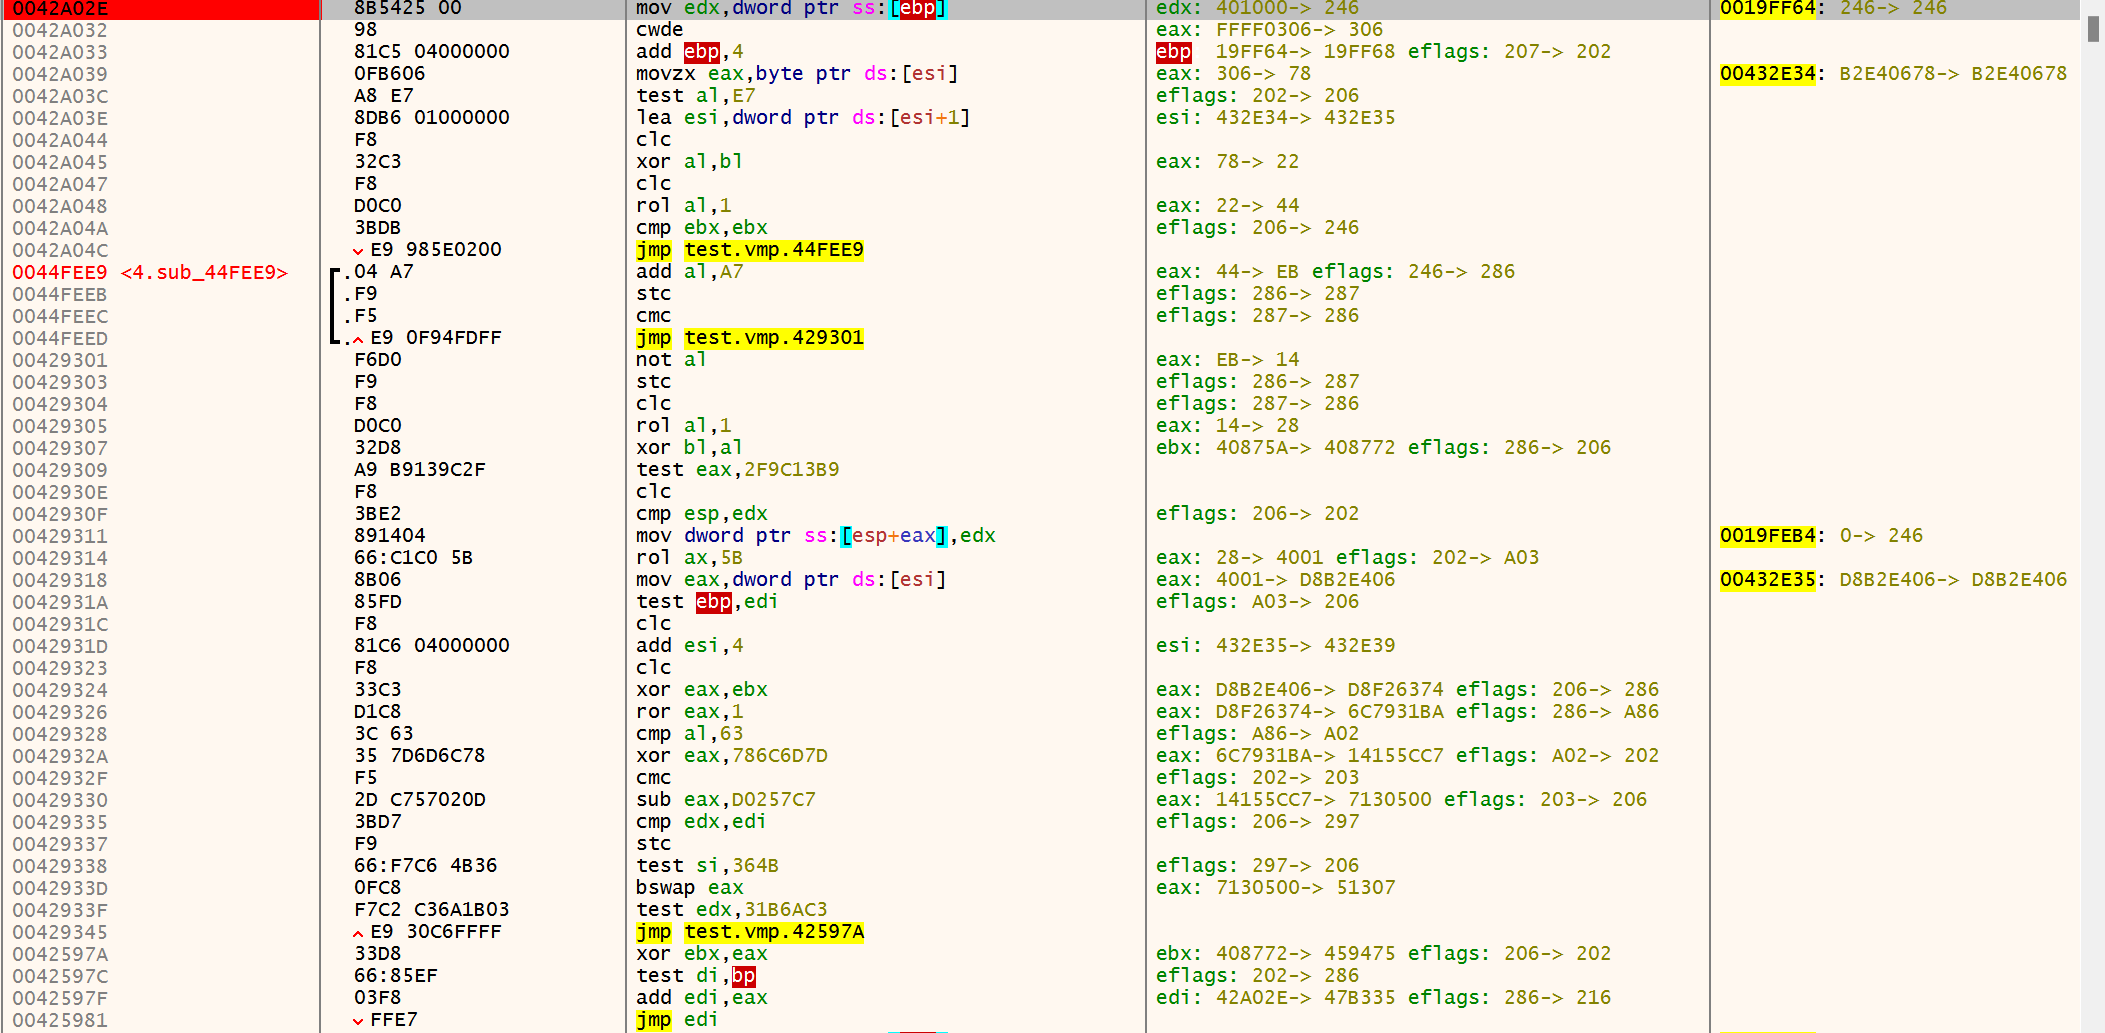 0042A02E 8B5425 00 mov edx,dword ptr ss:[ebp] edx: 401000-> 246 0019FF64: 246-> 246
0042A032 98 cwde eax: FFFF0306-> 306
0042A033 81C5 04000000 add ebp,4 ebp 19FF64-> 19FF68 eflags: 207-> 202
0042A039 0FB606 movzx eax,byte ptr ds:[esi] eax: 306-> 78 00432E34: B2E40678-> B2E40678
0042A03C A8 E7 test al,E7 eflags: 202-> 206
0042A03E 8DB6 01000000 lea esi,dword ptr ds:[esi+1] esi: 432E34-> 432E35
0042A044 F8 clc
0042A045 32C3 xor al,bl eax: 78-> 22
0042A047 F8 clc
0042A048 D0C0 rol al,1 eax: 22-> 44
0042A04A 3BDB cmp ebx,ebx eflags: 206-> 246
0042A04C E9 985E0200 jmp test.vmp.44FEE9
0044FEE9 <4.sub_44FEE9> .04 A7 add al,A7 eax: 44-> EB eflags: 246-> 286
0044FEEB .F9 stc eflags: 286-> 287
0044FEEC .F5 cmc eflags: 287-> 286
0044FEED . E9 0F94FDFF jmp test.vmp.429301
00429301 F6D0 not al eax: EB-> 14
00429303 F9 stc eflags: 286-> 287
00429304 F8 clc eflags: 287-> 286
00429305 D0C0 rol al,1 eax: 14-> 28
00429307 32D8 xor bl,al ebx: 40875A-> 408772 eflags: 286-> 206
00429309 A9 B9139C2F test eax,2F9C13B9
0042930E F8 clc
0042930F 3BE2 cmp esp,edx eflags: 206-> 202
00429311 891404 mov dword ptr ss:[esp+eax],edx 0019FEB4: 0-> 246
00429314 66:C1C0 5B rol ax,5B eax: 28-> 4001 eflags: 202-> A03
00429318 8B06 mov eax,dword ptr ds:[esi] eax: 4001-> D8B2E406 00432E35: D8B2E406-> D8B2E406
0042931A 85FD test ebp,edi eflags: A03-> 206
0042931C F8 clc
0042931D 81C6 04000000 add esi,4 esi: 432E35-> 432E39
00429323 F8 clc
00429324 33C3 xor eax,ebx eax: D8B2E406-> D8F26374 eflags: 206-> 286
00429326 D1C8 ror eax,1 eax: D8F26374-> 6C7931BA eflags: 286-> A86
00429328 3C 63 cmp al,63 eflags: A86-> A02
0042932A 35 7D6D6C78 xor eax,786C6D7D eax: 6C7931BA-> 14155CC7 eflags: A02-> 202
0042932F F5 cmc eflags: 202-> 203
00429330 2D C757020D sub eax,D0257C7 eax: 14155CC7-> 7130500 eflags: 203-> 206
00429335 3BD7 cmp edx,edi eflags: 206-> 297
00429337 F9 stc
00429338 66:F7C6 4B36 test si,364B eflags: 297-> 206
0042933D 0FC8 bswap eax eax: 7130500-> 51307
0042933F F7C2 C36A1B03 test edx,31B6AC3
00429345 E9 30C6FFFF jmp test.vmp.42597A
0042597A 33D8 xor ebx,eax ebx: 408772-> 459475 eflags: 206-> 202
0042597C 66:85EF test di,bp eflags: 202-> 286
0042597F 03F8 add edi,eax edi: 42A02E-> 47B335 eflags: 286-> 216
00425981 FFE7 jmp edi